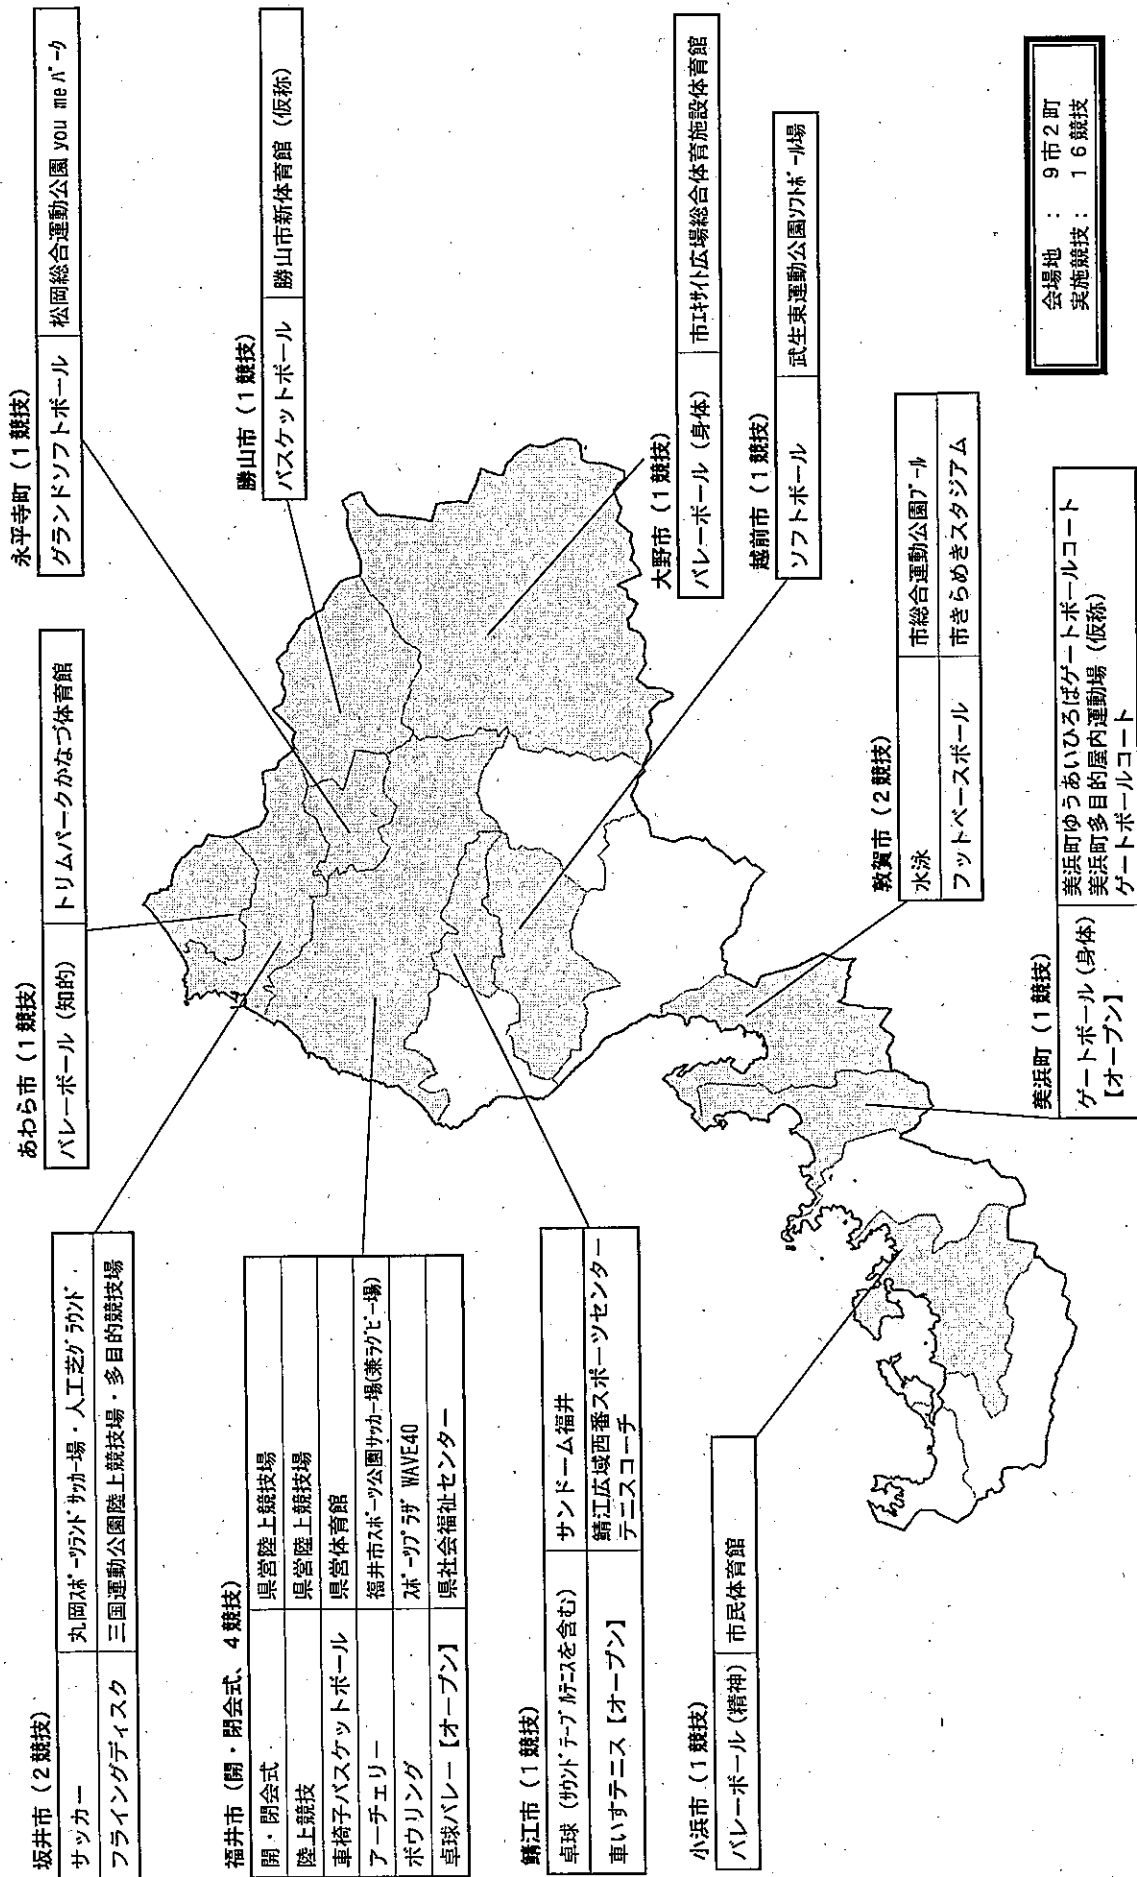 坂井市（2競技）
サッカー　丸岡スポーツランドサッカー場・人工芝グラウンド
フライングディスク　三国運動公園陸上競技場・多目的競技場
福井市（開・閉会式、4競技）
開・閉会式　県営陸上競技場
陸上競技　県営陸上競技場
車椅子バスケットボール　県営体育館
アーチェリー　福井市スポーツ公園サッカー場(兼ラグビー場)
ボウリング　スポーツプラザ WAVE40
卓球バレー【オープン】　県社会福祉センター
鯖江市（1競技）
卓球（サウンドテーブルテニスを含む）　サンドーム福井
車いすテニス【オープン】　鯖江広域西番スポーツセンター
テニスコーチ
小浜市（1競技）
バレーボール（精神）　市民体育館
あわら市（1競技）
バレーボール（知的）　トリムパークかなづ体育館
永平寺町（1競技）
グランドソフトボール　松岡総合運動公園 you me パーク
勝山市（1競技）
バスケットボール　勝山市新体育館（仮称）
大野市（1競技）
バレーボール（身体）　市エキサイト広場総合体育施設体育館
越前市（1競技）
ソフトボール　武生東運動公園ソフトボール場
敦賀市（2競技）
水泳　市総合運動公園プール
フットベースボール　市きらめきスタジアム
美浜町（1競技）
ゲートボール（身体）
【オープン】
美浜町ゆうあいひろばゲートボールコート
美浜町多目的屋内運動場（仮称）
ゲートボールコート
会場地　：　9市2町
実施競技：　16競技